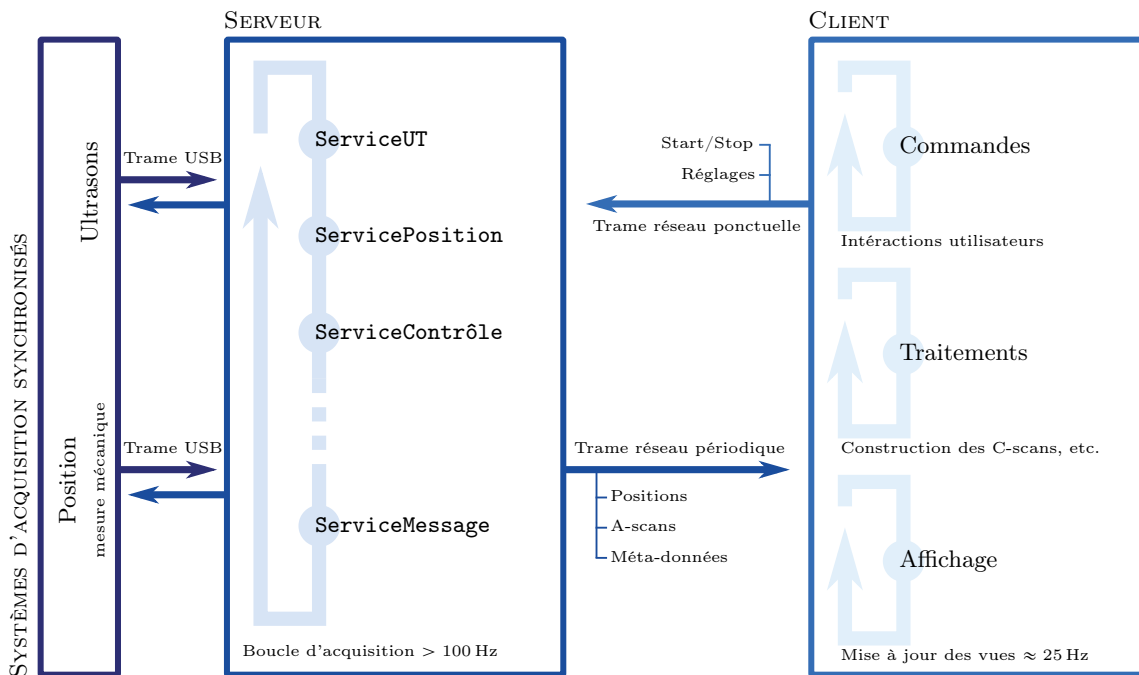 SYSTÈMES D'ACQUISITION SYNCHRONISÉS
Ultrasons
Position
mesure mécanique
Trame USB
Trame USB
SERVEUR
ServiceUT
ServicePosition
ServiceContrôle
ServiceMessage
Boucle d'acquisition > 100 Hz
Start/Stop
Réglages
Trame réseau ponctuelle
Trame réseau périodique
Positions
A-scans
Méta-données
CLIENT
Commandes
Intéractions utilisateurs
Traitements
Construction des C-scans, etc.
Affichage
Mise à jour des vues ≈ 25 Hz